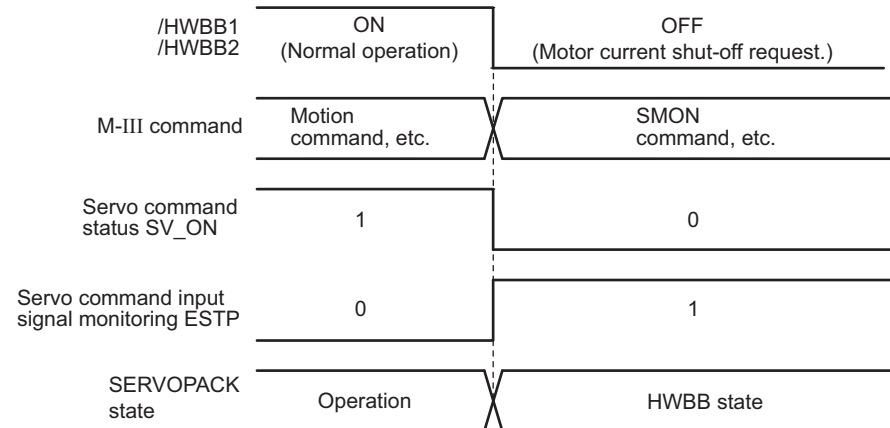 /HWBB1
/HWBB2
ON
(Normal operation)
OFF
(Motor current shut-off request.)
M-III command
Motion
command, etc.
SMON
command, etc.
Servo command
status SV_ON
1
0
Servo command input
signal monitoring ESTP
0
1
SERVOPACK
state
Operation
HWBB state